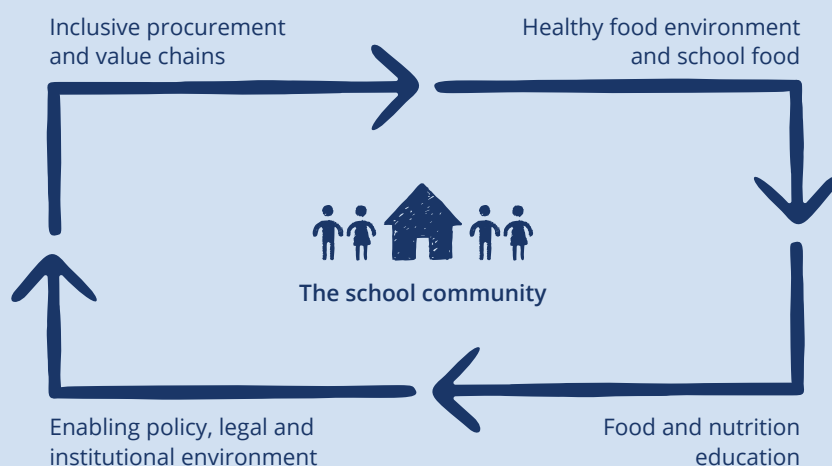 Inclusive procurement
and value chains
Healthy food environment
and school food
The school community
Enabling policy, legal and
institutional environment
Food and nutrition
education